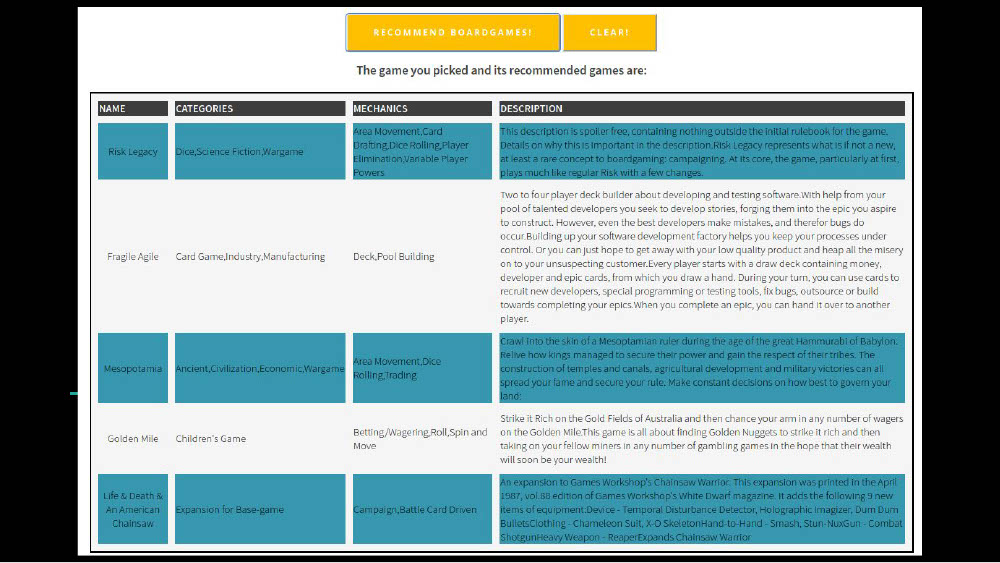 RECOMMEND BOARDGAMES!
CLEAR!
The game you picked and its recommended games are:
NAME
CATEGORIES
MECHANICS
DESCRIPTION
Risk Legacy
Dice,Science Fiction,Wargame
Area Movement,Card
Drafting,Dice Rolling,Player
Elimination,Variable Player
Powers
This description is spoiler free, containing nothing outside the initial rulebook for the game.
Details on why this is important in the description.Risk Legacy represents what is if not a new,
at least a rare concept to boardgaming: campaigning. At its core, the game, particularly at first,
plays much like regular Risk with a few changes.
Fragile Agile
Card Game,Industry,Manufacturing
Deck,Pool Building
Two to four player deck builder about developing and testing software.With help from your
pool of talented developers you seek to develop stories, forging them into the epic you aspire
to construct. However, even the best developers make mistakes, and therefor bugs do
occur.Building up your software development factory helps you keep your processes under
control. Or you can just hope to get away with your low quality product and heap all the misery
on to your unsuspecting customer.Every player starts with a draw deck containing money,
developer and epic cards, from which you draw a hand. During your turn, you can use cards to
recruit new developers, special programming or testing tools, fix bugs, outsource or build
towards completing your epics.When you complete an epic, you can hand it over to another
player.
Mesopotamia
Ancient,Civilization,Economic,Wargame
Area Movement,Dice
Rolling,Trading
Crawl into the skin of a Mesoptamian ruler during the age of the great Hammurabi of Babylon.
Relive how kings managed to secure their power and gain the respect of their tribes. The
construction of temples and canals, agricultural development and military victories can all
spread your fame and secure your rule. Make constant decisions on how best to govern your
land!
Golden Mile
Children's Game
Betting/Wagering,Roll,Spin and
Move
Strike it Rich on the Gold Fields of Australia and then chance your arm in any number of wagers
on the Golden Mile.This game is all about finding Golden Nuggets to strike it rich and then
taking on your fellow miners in any number of gambling games in the hope that their wealth
will soon be your wealth!
Life & Death &
An American
Chainsaw
Expansion for Base-game
Campaign,Battle Card Driven
An expansion to Games Workshop's Chainsaw Warrior. This expansion was printed in the April
1987, vol.88 edition of Games Workshop's White Dwarf magazine. It adds the following 9 new
items of equipment.Device - Temporal Disturbance Detector, Holographic Imagizer, Dum Dum
BulletsClothing - Chameleon Suit, X-O SkeletonHand-to-Hand - Smash, Stun-NuxGun - Combat
ShotgunHeavy Weapon - ReaperExpands Chainsaw Warrior